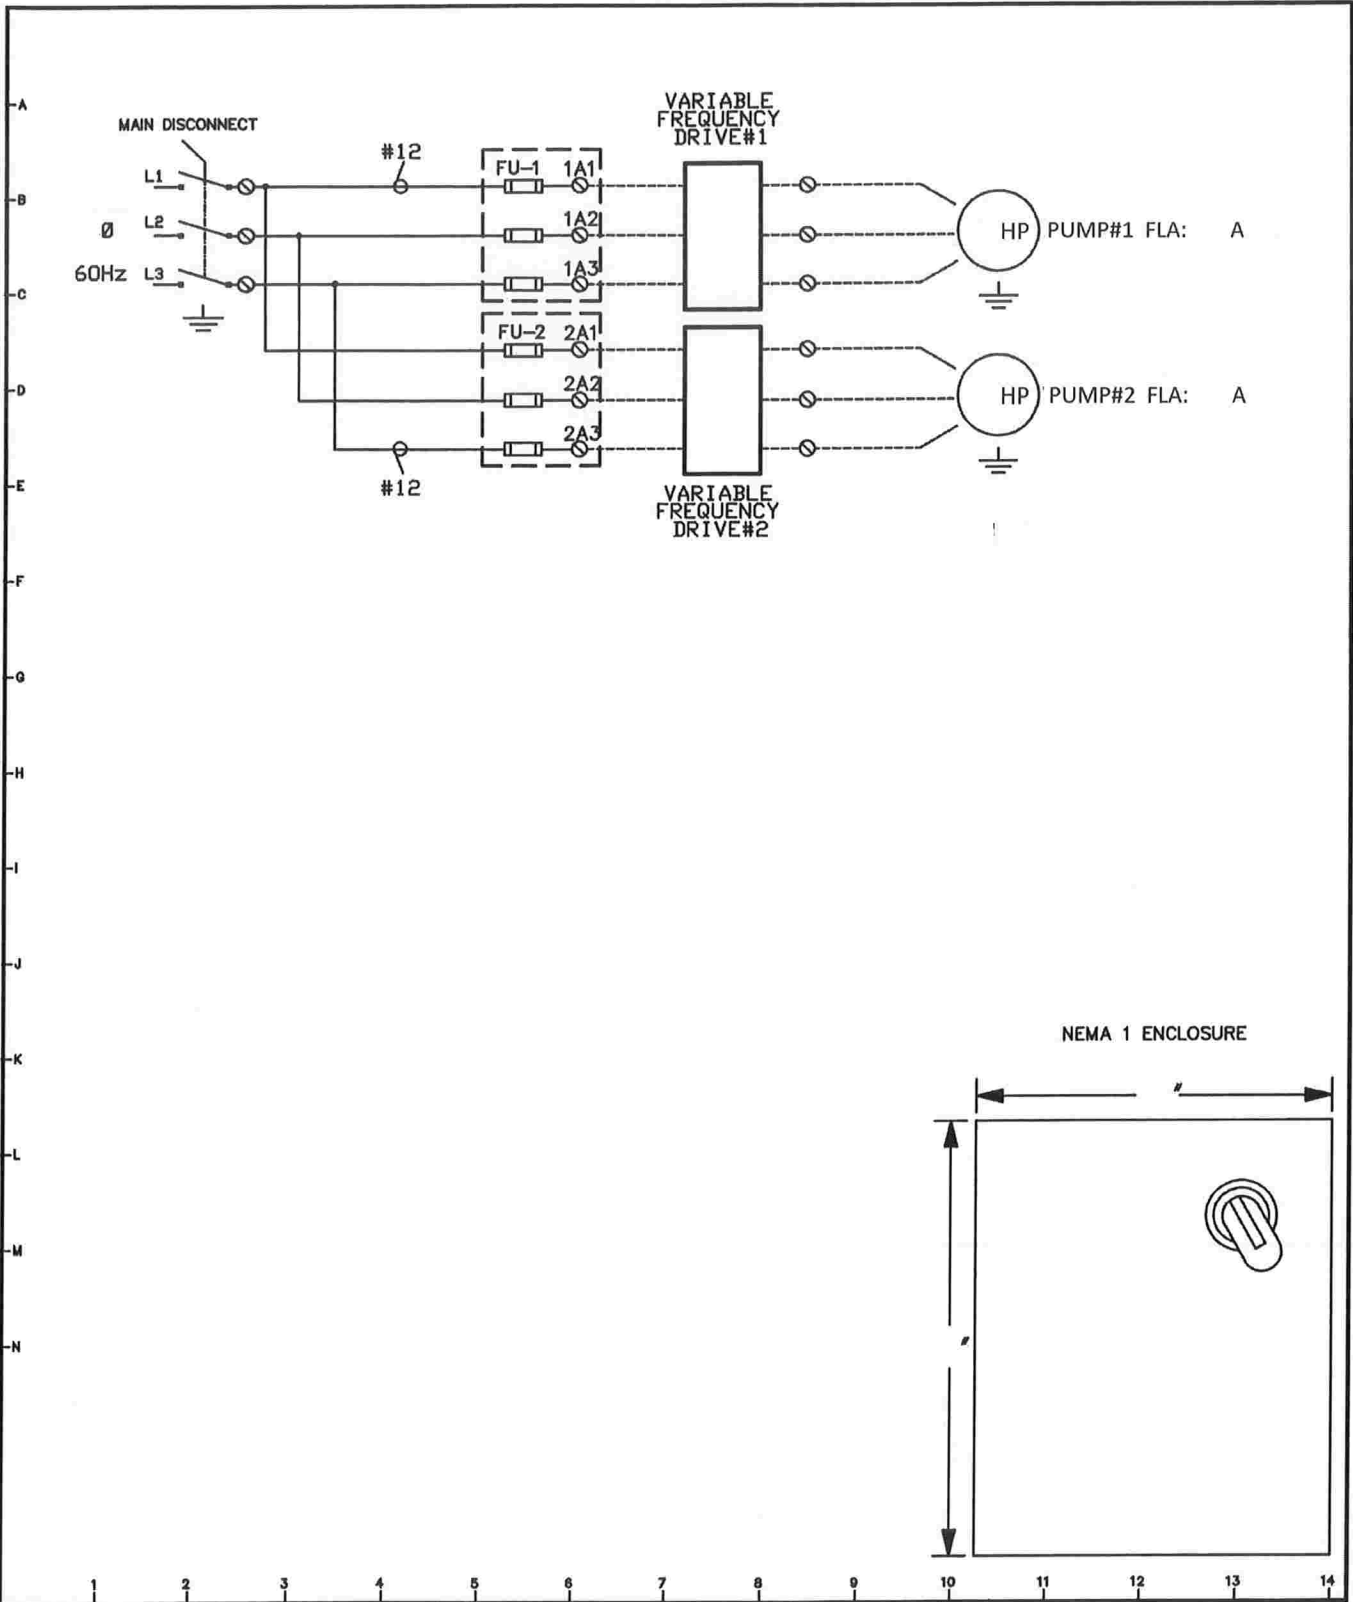 A
B
C
D
E
F
G
H
I
J
K
L
M
N
MAIN DISCONNECT
L1
Ø L2
60Hz L3
#12
#12
FU-1 1A1
1A2
1A3
FU-2 2A1
2A2
2A3
VARIABLE
FREQUENCY
DRIVE#1
VARIABLE
FREQUENCY
DRIVE#2
HP PUMP#1 FLA: A
HP PUMP#2 FLA: A
NEMA 1 ENCLOSURE
"
"
1 2 3 4 5 6 7 8 9 10 11 12 13 14